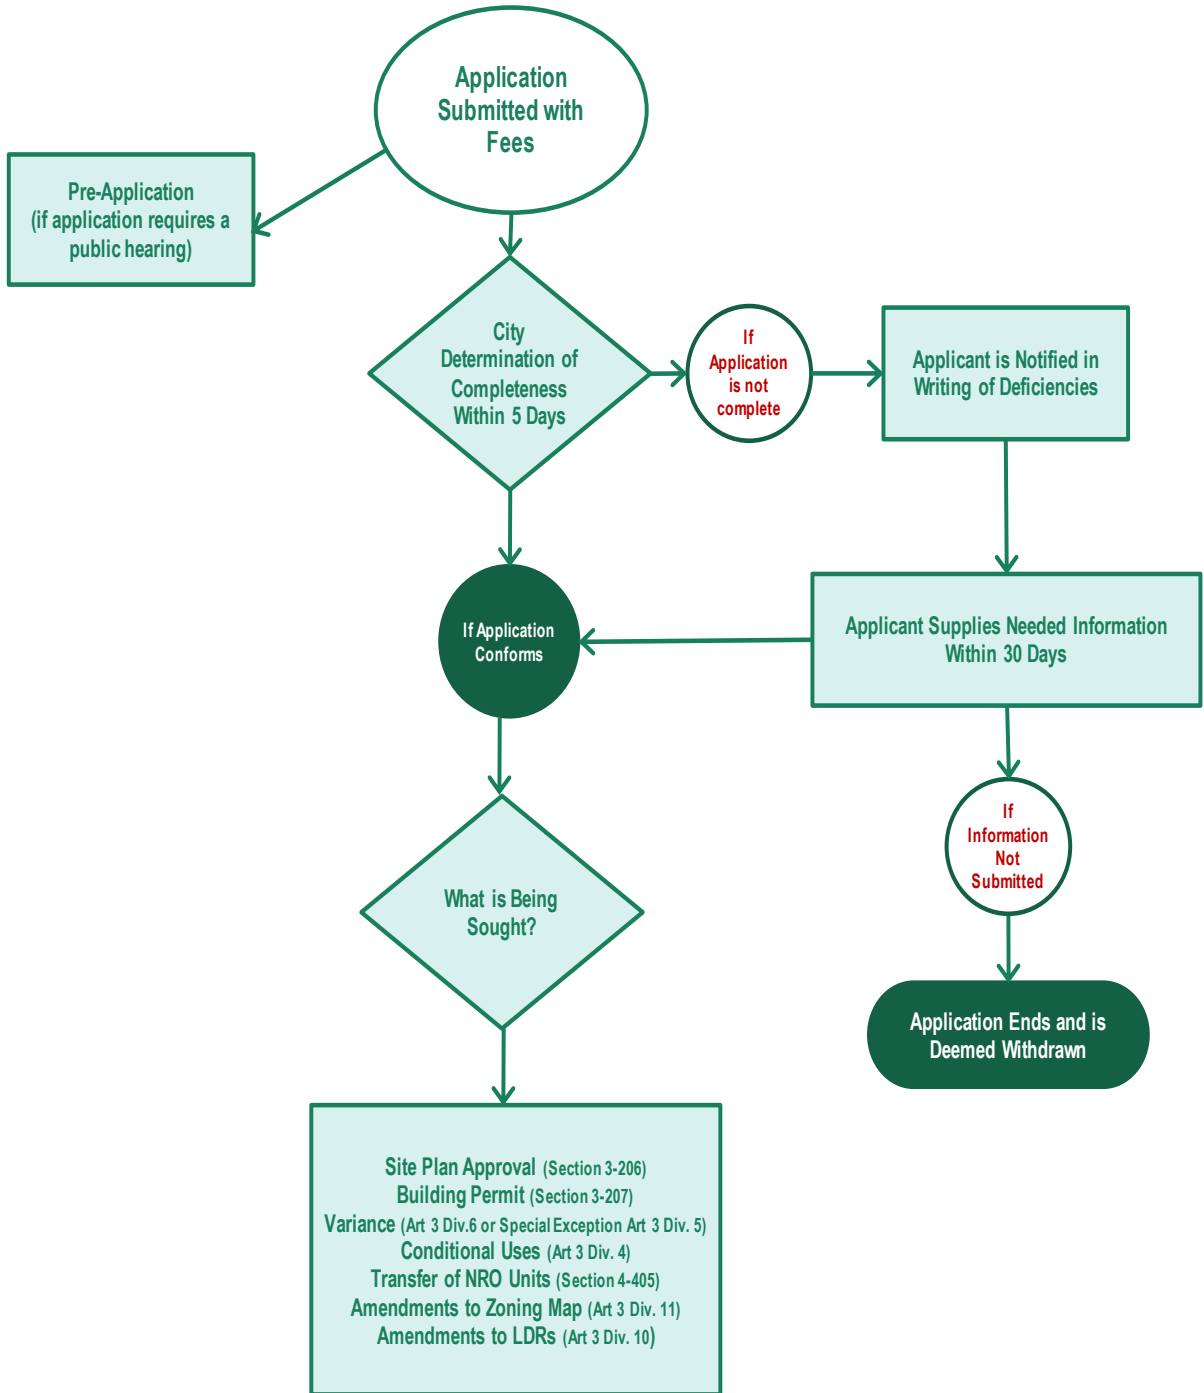 Application
Submitted with
Fees
Pre-Application
(if application requires a
public hearing)
City
Determination of
Completeness
Within 5 Days
If
Application
is not
complete
Applicant is Notified in
Writing of Deficiencies
If Application
Conforms
Applicant Supplies Needed Information
Within 30 Days
If
Information
Not
Submitted
What is Being
Sought?
Application Ends and is
Deemed Withdrawn
Site Plan Approval (Section 3-206)
Building Permit (Section 3-207)
Variance (Art 3 Div.6 or Special Exception Art 3 Div. 5)
Conditional Uses (Art 3 Div. 4)
Transfer of NRO Units (Section 4-405)
Amendments to Zoning Map (Art 3 Div. 11)
Amendments to LDRs (Art 3 Div. 10)